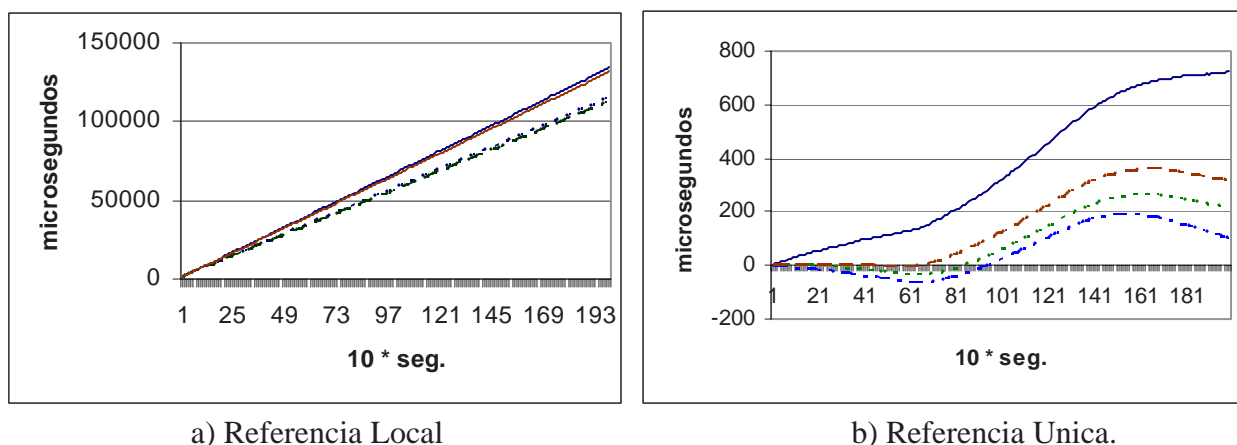 150000
100000
50000
0
microsegundos
1 25 49 73 97 121 145 169 193
10 * seg.
a) Referencia Local
800
600
400
200
0
-200
microsegundos
1 21 41 61 81 101 121 141 161 181
10 * seg.
b) Referencia Unica.